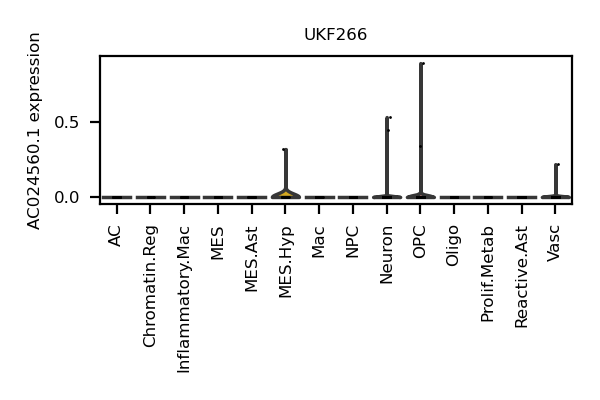 UKF266
AC024560.1 expression
0.5
0.0
AC
Chromatin.Reg
Inflammatory.Mac
MES
MES.Ast
MES.Hyp
Mac
NPC
Neuron
OPC
Oligo
Prolif.Metab
Reactive.Ast
Vasc